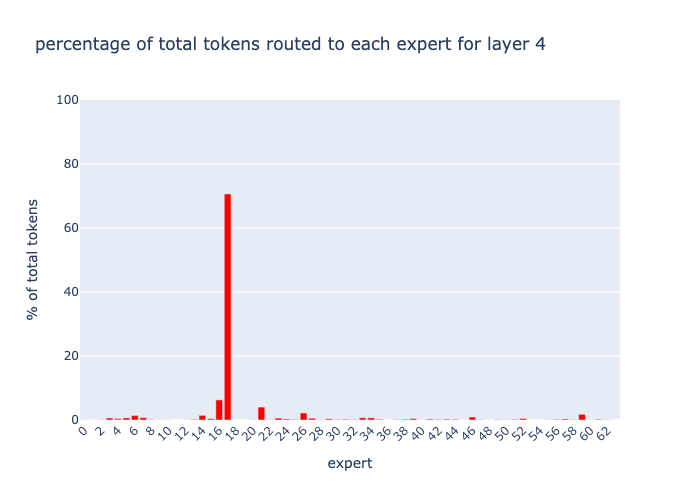 percentage of total tokens routed to each expert for layer 4
100
80
60
40
20
0
% of total tokens
0 2 4 6 8 10 12 14 16 18 20 22 24 26 28 30 32 34 36 38 40 42 44 46 48 50 52 54 56 58 60 62
expert